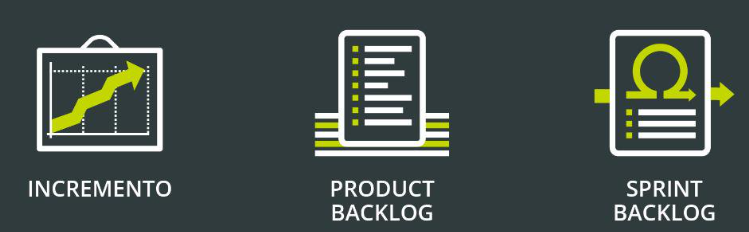 INCREMENTO
PRODUCT
BACKLOG
SPRINT
BACKLOG